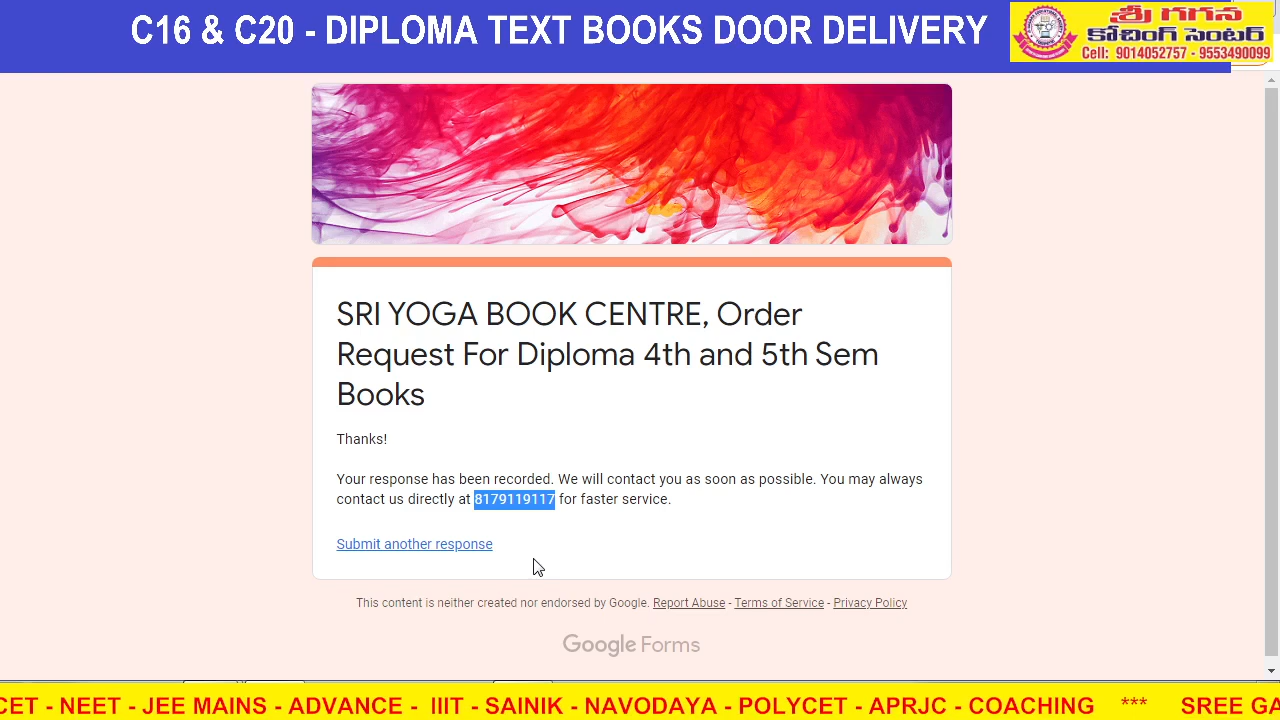 C16 & C20 - DIPLOMA TEXT BOOKS DOOR DELIVERY
శ్రీ గగన
కోచింగ్ సెంటర్
Cell: 9014052757 - 9553490099
SRI YOGA BOOK CENTRE, Order
Request For Diploma 4th and 5th Sem
Books
Thanks!
Your response has been recorded. We will contact you as soon as possible. You may always
contact us directly at 8179119117 for faster service.
Submit another response
This content is neither created nor endorsed by Google. Report Abuse - Terms of Service - Privacy Policy
Google Forms
CET - NEET - JEE MAINS - ADVANCE - IIIT - SAINIK - NAVODAYA - POLYCET - APRJC - COACHING *** SREE GA